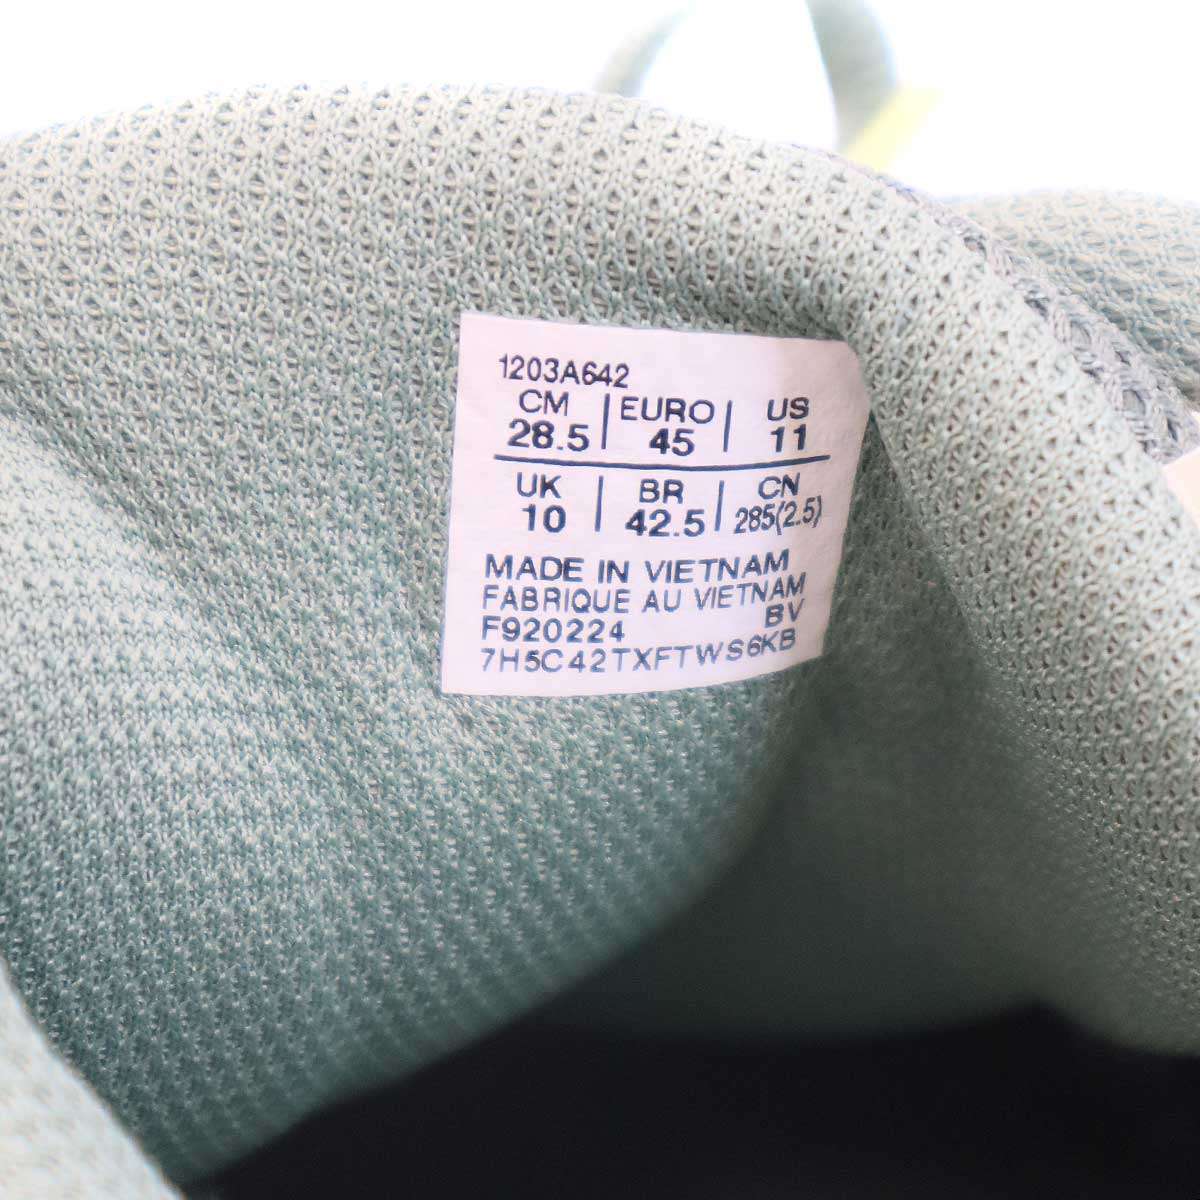 1203A642
CM | EURO | US
28.5 | 45 | 11
UK | BR | CN
10 | 42.5 | 285(2.5)
MADE IN VIETNAM
FABRIQUE AU VIETNAM
F920224 BV
7H5C42TXFTWS6KB